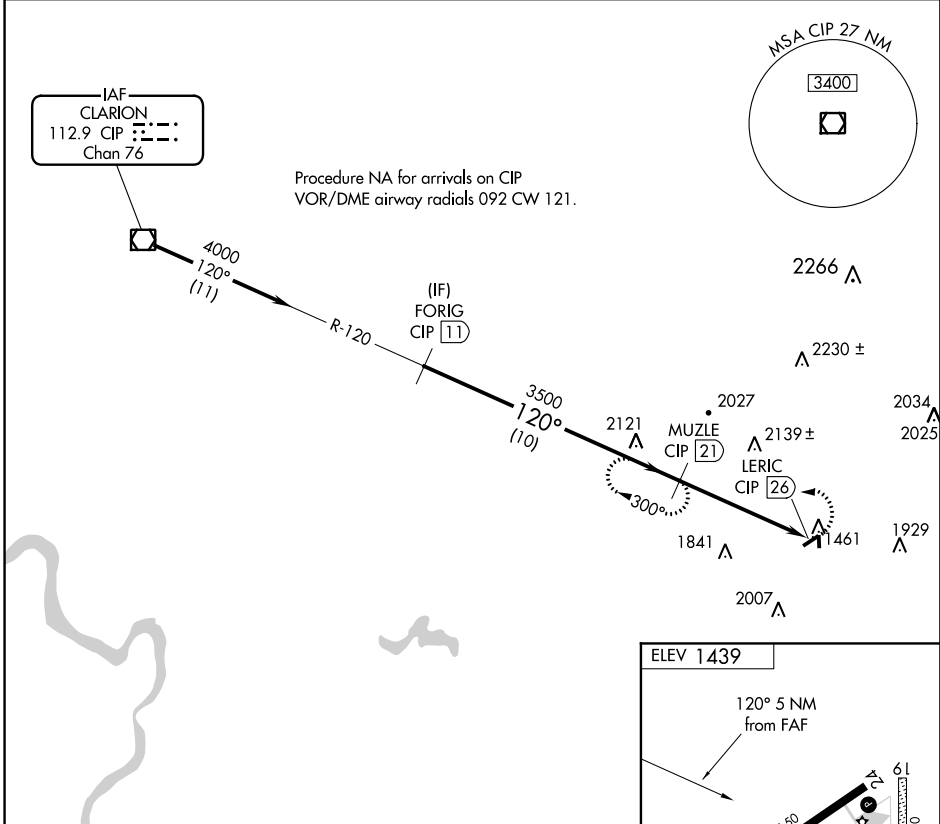 MSA CIP 27 NM
3400
IAF
CLARION
112.9 CIP
Chan 76
Procedure NA for arrivals on CIP
VOR/DME airway radials 092 CW 121.
4000
120°
(11)
R-120
(IF)
FORIG
CIP 11
3500
120°
(10)
2266
2230 ±
2027
2034
2025
2121
MUZLE
CIP 21
2139 ±
LERIC
CIP 26
300°
1841
1461
1929
2007
ELEV 1439
120° 5 NM
from FAF
24
19
P
50